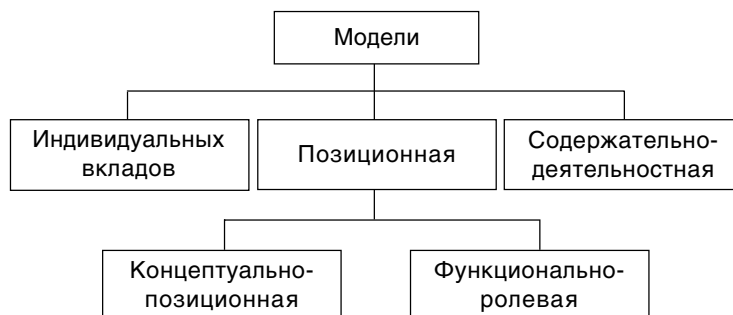 Модели
Индивидуальных
вкладов
Позиционная
Содержательно-
деятельностная
Концептуально-
позиционная
Функционально-
ролевая